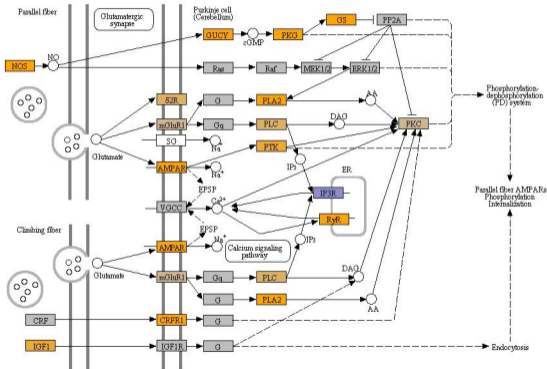 Parallel fiber
Glutamatergic
synapse
Purkinje cell
(Cerebellum)
GS
PP2A
GUCY
cGMP
PKG
NOS
NO
Ras
Raf
MEK1/2
ERK1/2
Phosphorylation-
dephosphorylation
(PD) system
δ2R
G
PLA2
AA
mGluR1
Gq
PLC
DAG
PKC
SG
Na+
Glutamate
PTK
AMPAR
Na+
IP3
ER
EPSP
IP3R
Parallel fiber AMPARs
Phosphorylation
Internalization
VGCC
Ca2+
RyR
EPSP
Climbing fiber
AMPAR
Na+
Calcium signaling
pathway
IP3
DAG
Glutamate
mGluR1
Gq
PLC
G
PLA2
AA
CRF
CRFR1
G
IGF1
IGF1R
G
Endocytosis